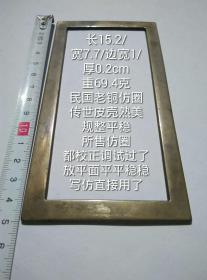 长15.2/
宽7.7/边宽1/
厚0.2cm
重69.4克
民国老铜仿圈
传世皮亮熟美
规整平稳
所售仿圈
都校正调试过了
放平面平平稳稳
写仿直接用了